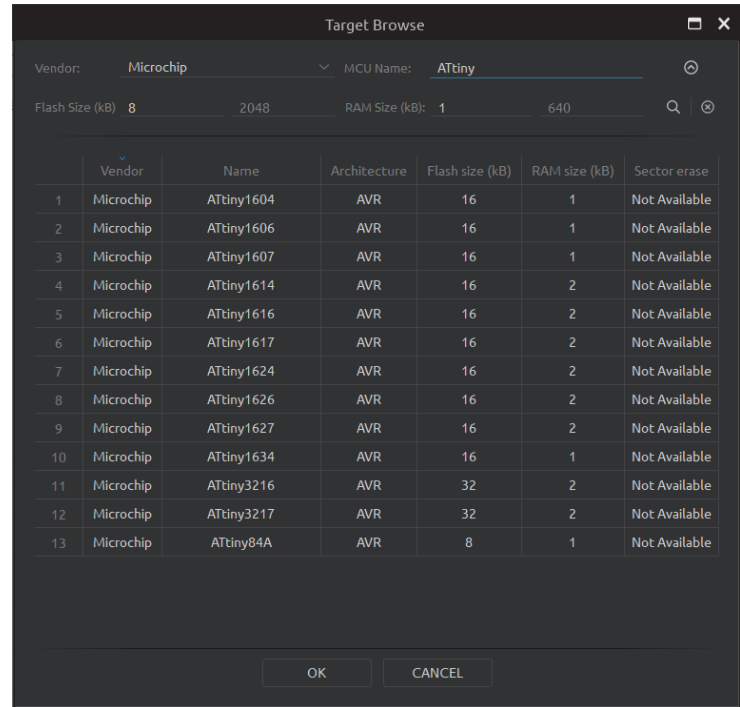 Target Browse
Vendor: Microchip MCU Name: ATtiny
Flash Size (kB) 8 2048 RAM Size (kB): 1 640
Vendor Name Architecture Flash size (kB) RAM size (kB) Sector erase
1 Microchip ATtiny1604 AVR 16 1 Not Available
2 Microchip ATtiny1606 AVR 16 1 Not Available
3 Microchip ATtiny1607 AVR 16 1 Not Available
4 Microchip ATtiny1614 AVR 16 2 Not Available
5 Microchip ATtiny1616 AVR 16 2 Not Available
6 Microchip ATtiny1617 AVR 16 2 Not Available
7 Microchip ATtiny1624 AVR 16 2 Not Available
8 Microchip ATtiny1626 AVR 16 2 Not Available
9 Microchip ATtiny1627 AVR 16 2 Not Available
10 Microchip ATtiny1634 AVR 16 1 Not Available
11 Microchip ATtiny3216 AVR 32 2 Not Available
12 Microchip ATtiny3217 AVR 32 2 Not Available
13 Microchip ATtiny84A AVR 8 1 Not Available
OK CANCEL